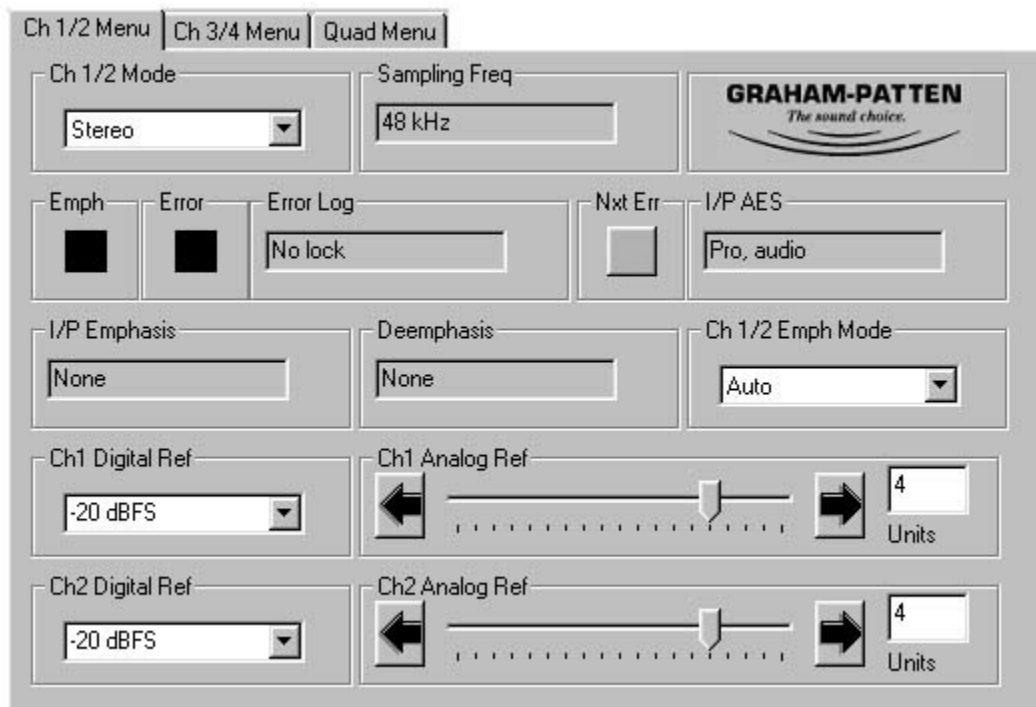 Ch 1/2 Menu
Ch 3/4 Menu
Quad Menu
Ch 1/2 Mode
Stereo
Sampling Freq
48 kHz
GRAHAM-PATTEN
The sound choice.
Emph
Error
Error Log
No lock
Nxt Err
I/P AES
Pro, audio
I/P Emphasis
None
Deemphasis
None
Ch 1/2 Emph Mode
Auto
Ch1 Digital Ref
-20 dBFS
Ch1 Analog Ref
4
Units
Ch2 Digital Ref
-20 dBFS
Ch2 Analog Ref
4
Units